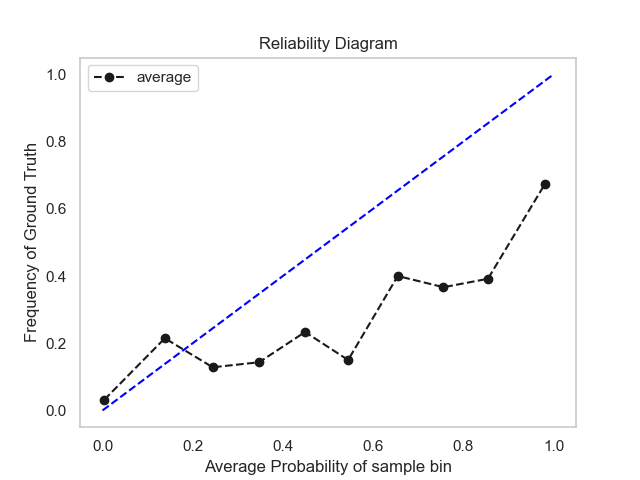 Reliability Diagram
average
Frequency of Ground Truth
1.0
0.8
0.6
0.4
0.2
0.0
0.0 0.2 0.4 0.6 0.8 1.0
Average Probability of sample bin